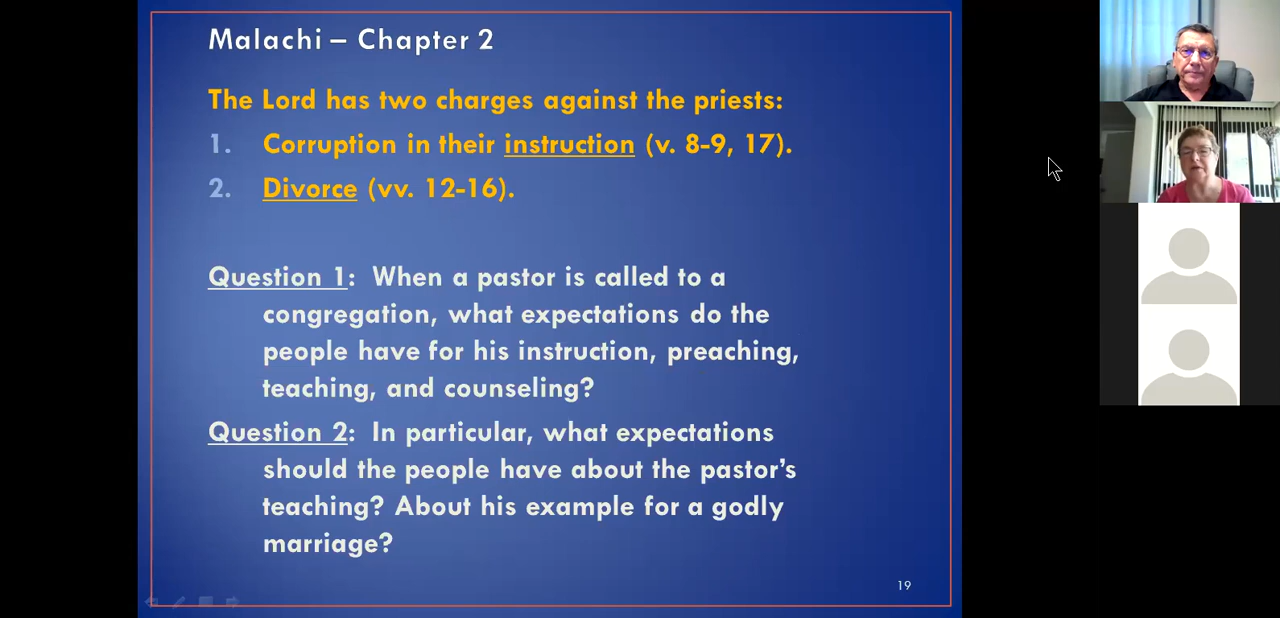 Malachi – Chapter 2
The Lord has two charges against the priests:
1. Corruption in their instruction (v. 8-9, 17).
2. Divorce (vv. 12-16).
Question 1: When a pastor is called to a
congregation, what expectations do the
people have for his instruction, preaching,
teaching, and counseling?
Question 2: In particular, what expectations
should the people have about the pastor’s
teaching? About his example for a godly
marriage?
19